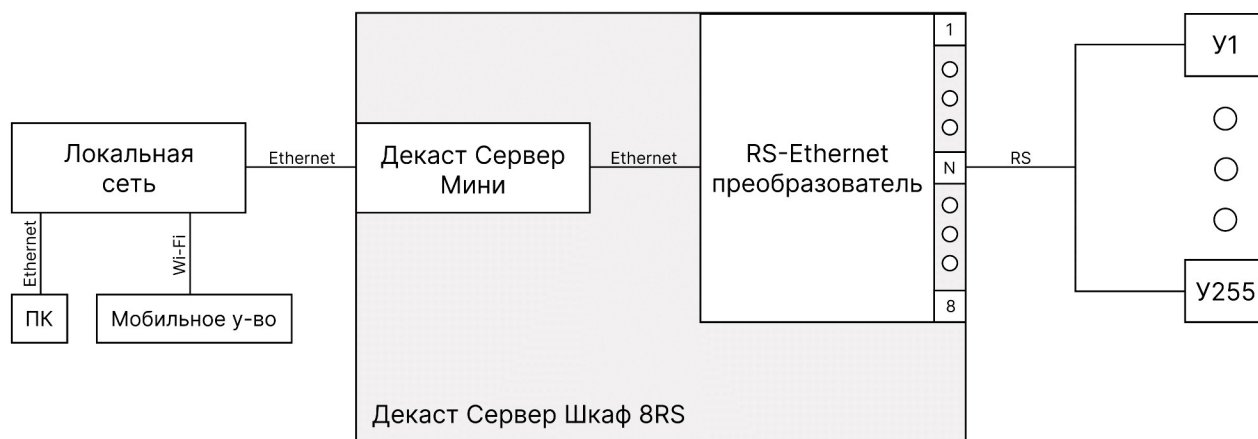 Локальная
сеть
Ethernet
Ethernet
Wi-Fi
ПК
Мобильное у-во
Декаст Сервер
Мини
Ethernet
RS-Ethernet
преобразователь
1
N
8
RS
У1
У255
Декаст Сервер Шкаф 8RS